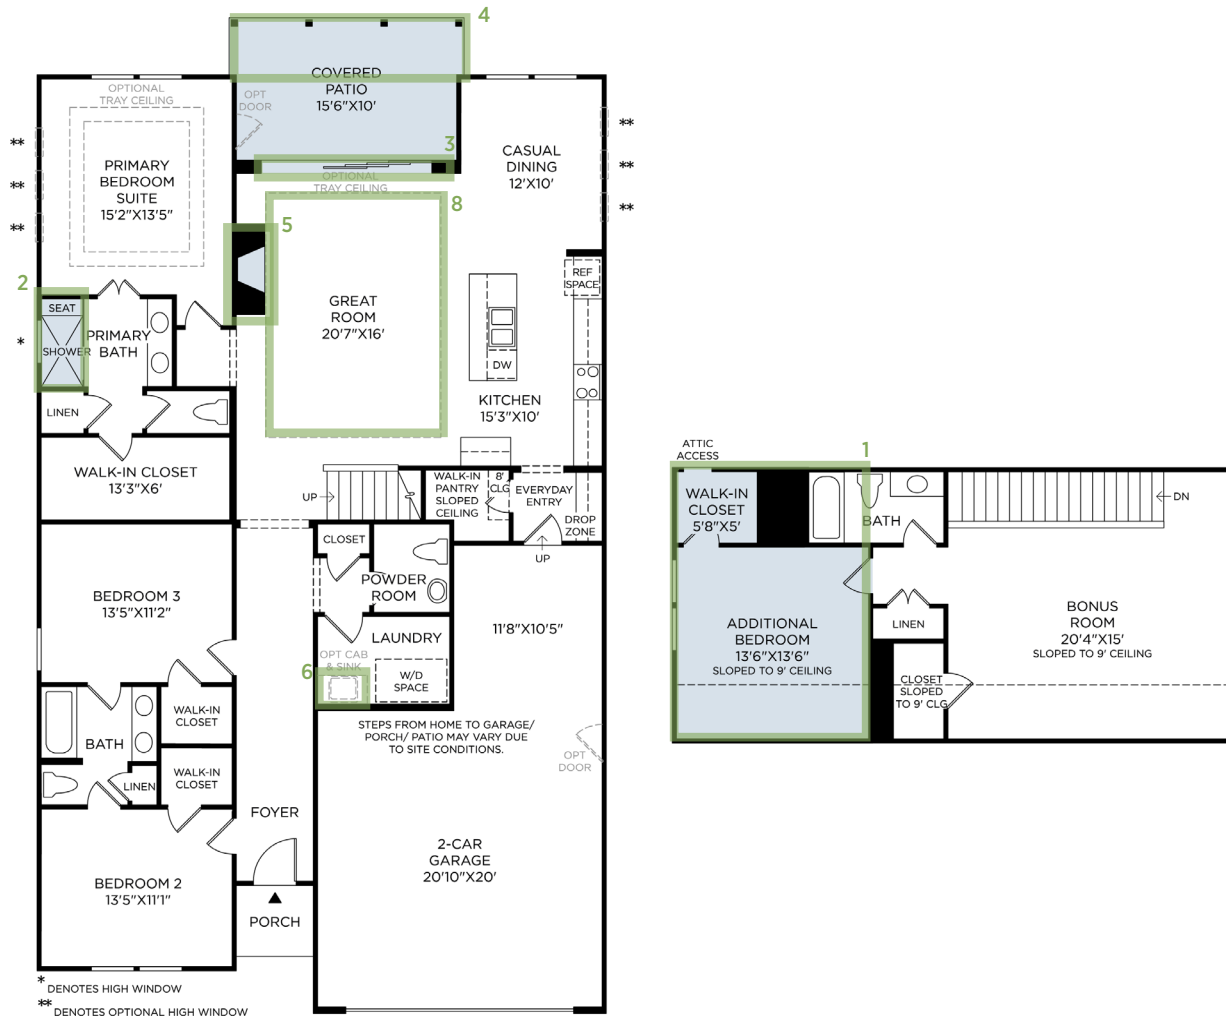 4
COVERED
PATIO
15'6"X10'
OPTIONAL
TRAY CEILING
OPT
DOOR
3
**
**
**
PRIMARY
BEDROOM
SUITE
15'2"X13'5"
CASUAL
DINING
12'X10'
**
**
**
OPTIONAL
TRAY CEILING
8
5
2
SEAT
SHOWER
*
PRIMARY
BATH
GREAT
ROOM
20'7"X16'
REF
SPACE
DW
KITCHEN
15'3"X10'
LINEN
WALK-IN CLOSET
13'3"X6'
UP
WALK-IN
PANTRY
SLOPED
CEILING
8'
CLG
EVERYDAY
ENTRY
DROP
ZONE
UP
CLOSET
POWDER
ROOM
BEDROOM 3
13'5"X11'2"
11'8"X10'5"
LAUNDRY
OPT CAB
& SINK
6
W/D
SPACE
WALK-IN
CLOSET
BATH
WALK-IN
CLOSET
LINEN
STEPS FROM HOME TO GARAGE/
PORCH/ PATIO MAY VARY DUE
TO SITE CONDITIONS.
OPT
DOOR
FOYER
2-CAR
GARAGE
20'10"X20'
BEDROOM 2
13'5"X11'1"
PORCH
* DENOTES HIGH WINDOW
** DENOTES OPTIONAL HIGH WINDOW
ATTIC
ACCESS
1
WALK-IN
CLOSET
5'8"X5'
BATH
DN
ADDITIONAL
BEDROOM
13'6"X13'6"
SLOPED TO 9' CEILING
LINEN
BONUS
ROOM
20'4"X15'
SLOPED TO 9' CEILING
CLOSET
SLOPED
TO 9' CLG